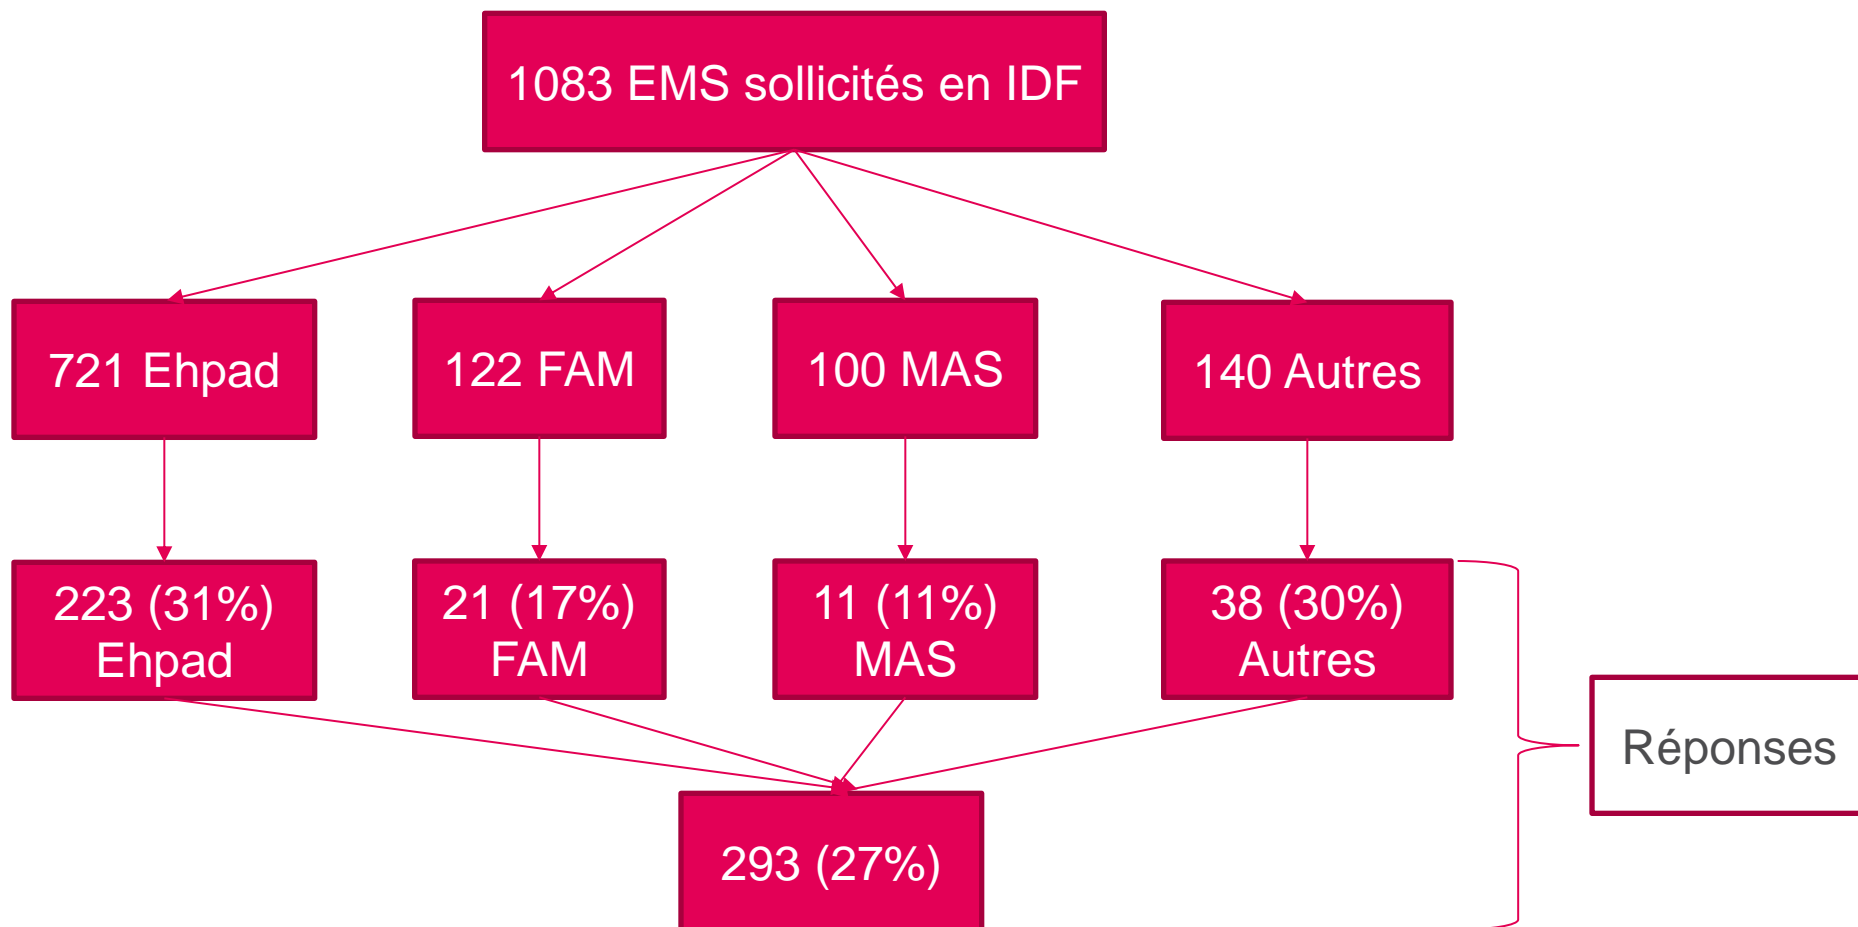 1083 EMS sollicités en IDF
721 Ehpad
122 FAM
100 MAS
140 Autres
223 (31%)
Ehpad
21 (17%)
FAM
11 (11%)
MAS
38 (30%)
Autres
Réponses
293 (27%)